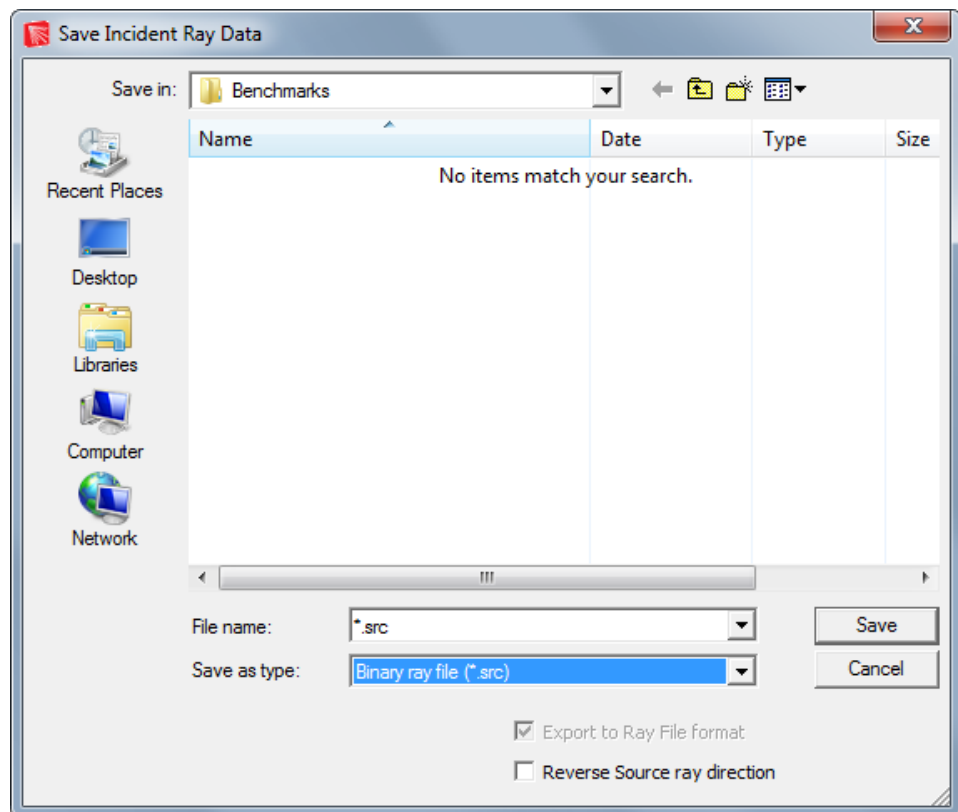 Save Incident Ray Data
Save in: Benchmarks
Name Date Type Size
No items match your search.
Recent Places
Desktop
Libraries
Computer
Network
File name: *.src Save
Save as type: Binary ray file (*.src) Cancel
Export to Ray File format
Reverse Source ray direction